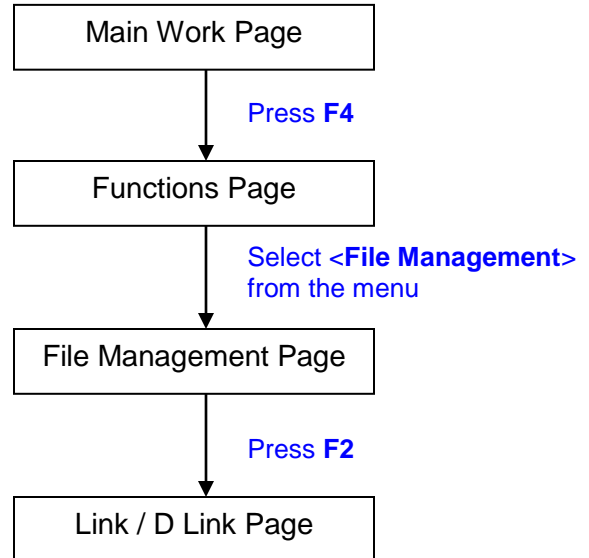 Main Work Page
Press F4
Functions Page
Select <File Management>
from the menu
File Management Page
Press F2
Link / D Link Page